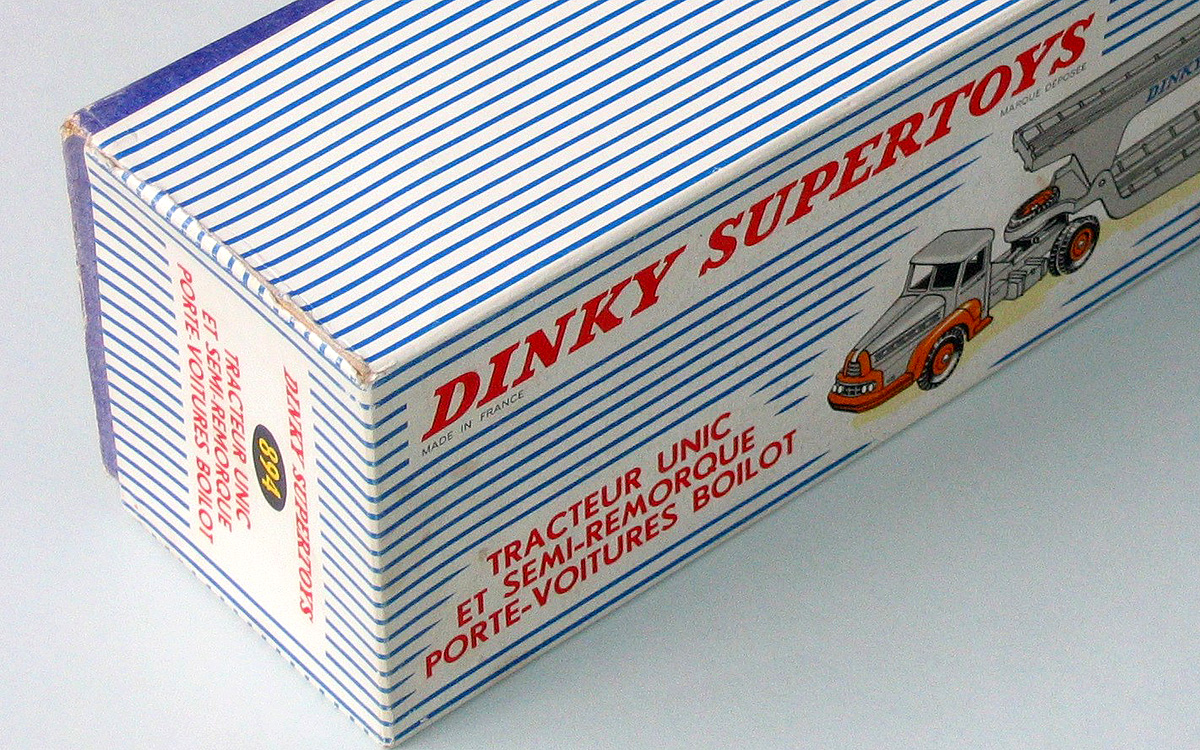 DINKY SUPERTOYS
MARQUE DÉPOSÉE
MADE IN FRANCE
TRACTEUR UNIC
ET SEMI-REMORQUE
PORTE-VOITURES BOILOT
DINKY
DINKY SUPERTOYS
894
TRACTEUR UNIC
ET SEMI-REMORQUE
PORTE-VOITURES BOILOT